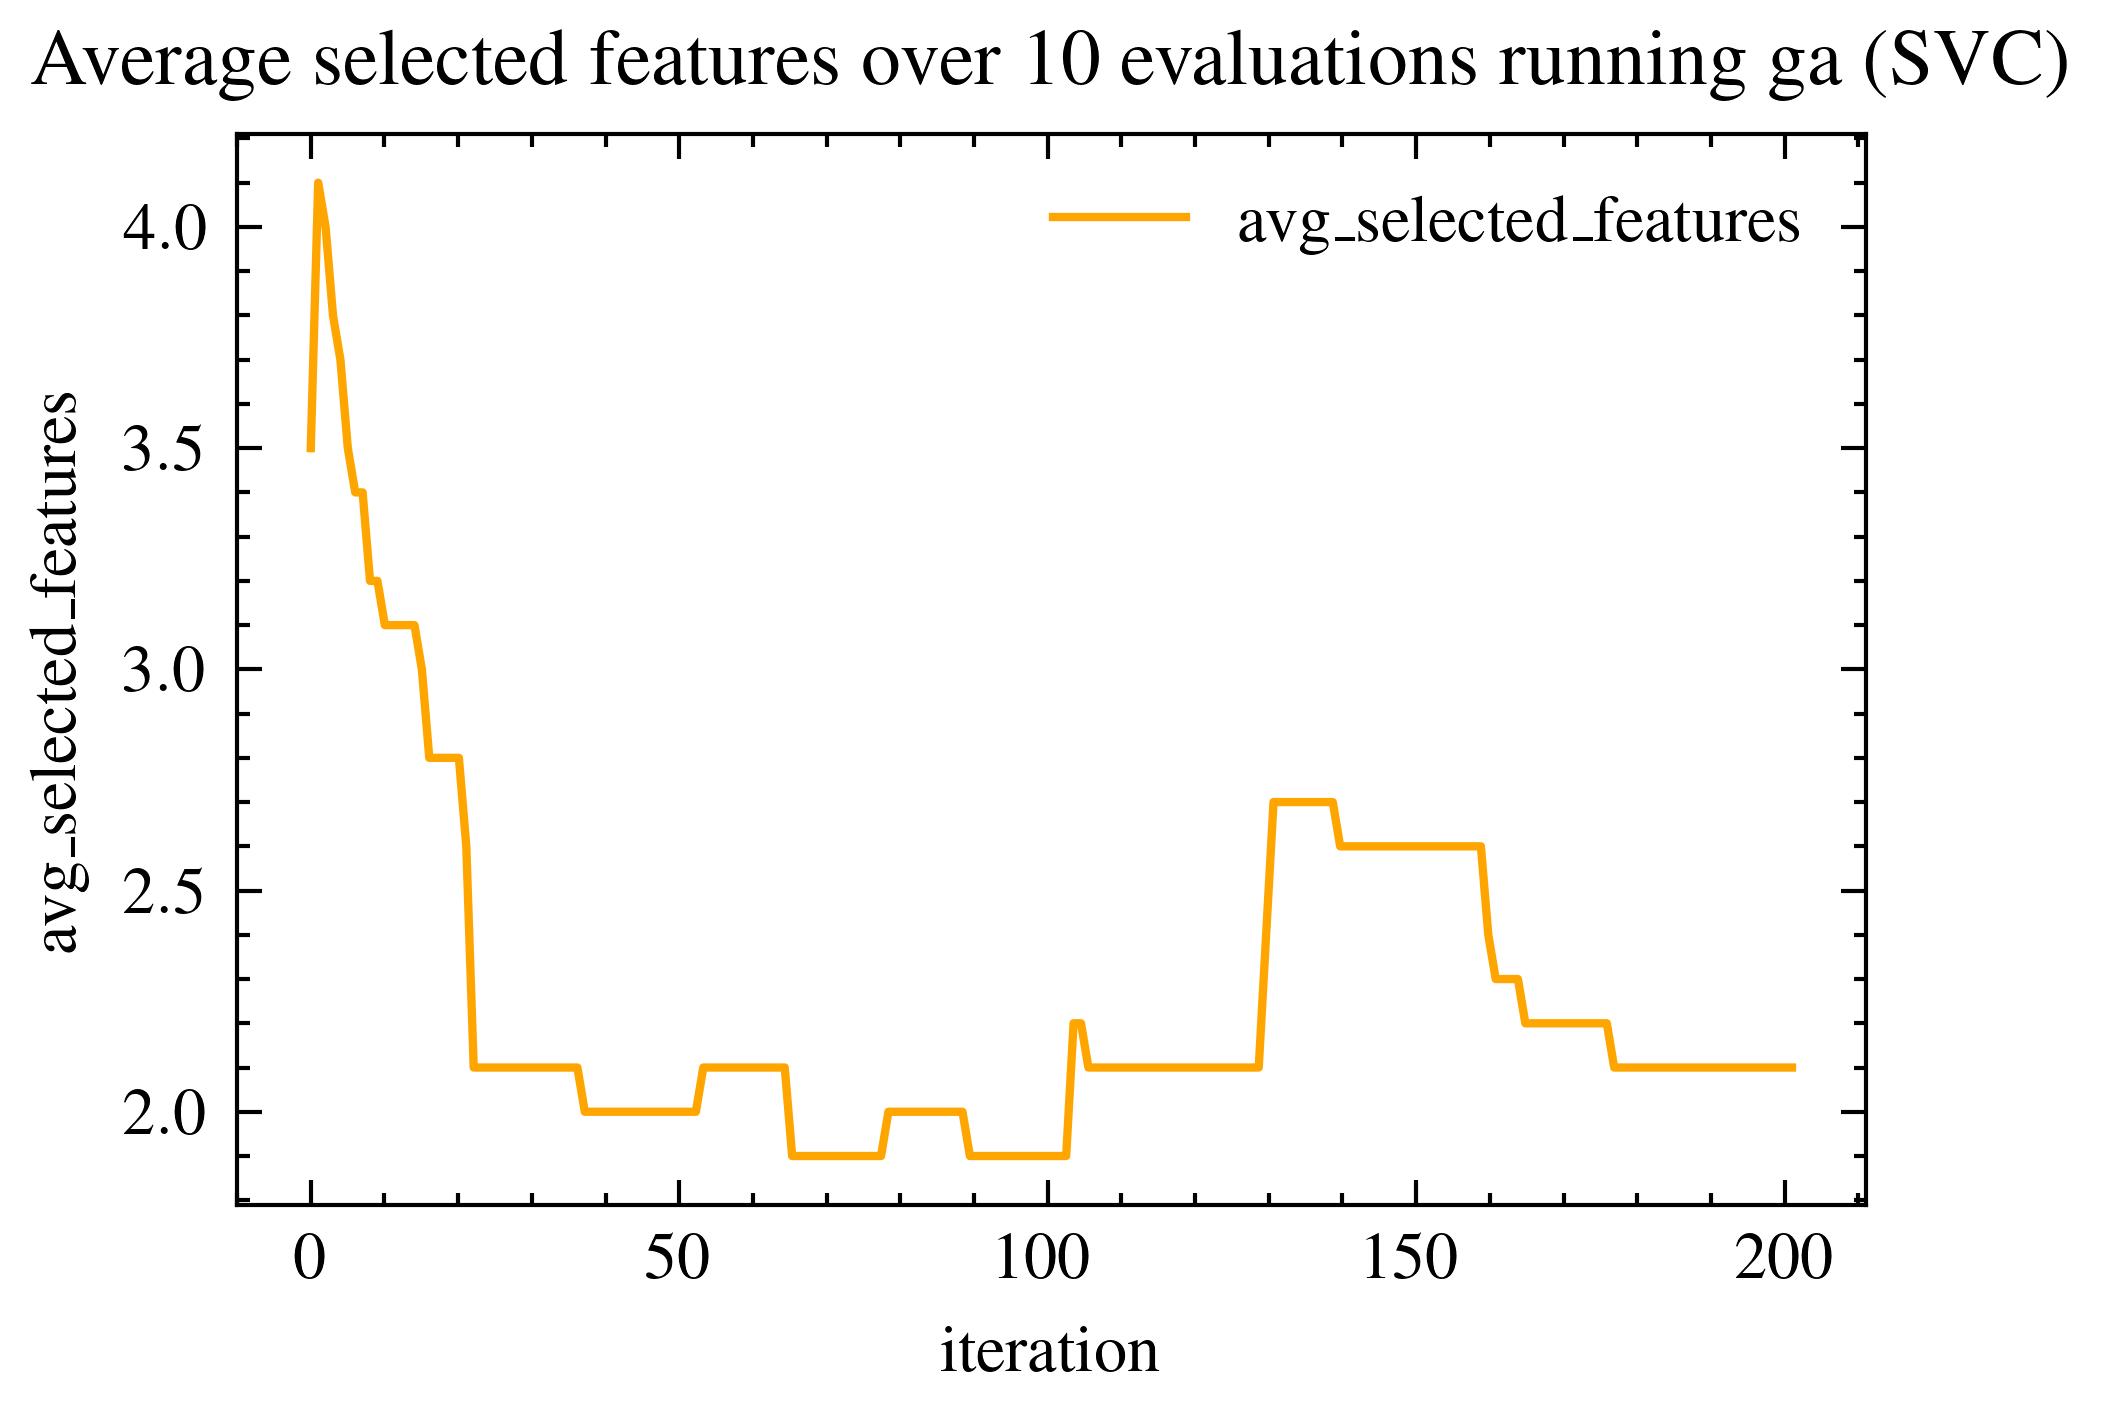 Average selected features over 10 evaluations running ga (SVC)
avg_selected_features
4.0
3.5
3.0
2.5
2.0
avg_selected_features
0 50 100 150 200
iteration